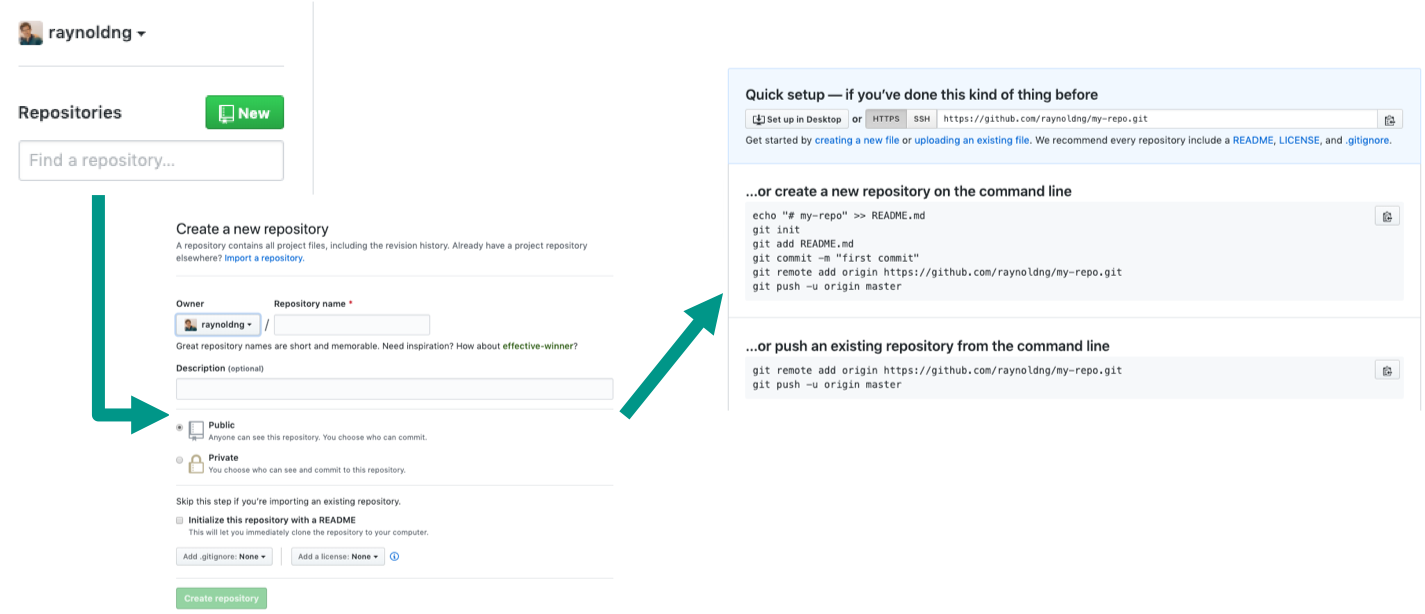 raynoldng
Repositories
New
Find a repository...
Create a new repository
A repository contains all project files, including the revision history. Already have a project repository
elsewhere? Import a repository.
Owner
Repository name *
raynoldng
/
Great repository names are short and memorable. Need inspiration? How about effective-winner?
Description (optional)
Public
Anyone can see this repository. You choose who can commit.
Private
You choose who can see and commit to this repository.
Skip this step if you're importing an existing repository.
Initialize this repository with a README
This will let you immediately clone the repository to your computer.
Add .gitignore: None
Add a license: None
Create repository
Quick setup — if you've done this kind of thing before
Set up in Desktop or HTTPS SSH https://github.com/raynoldng/my-repo.git
Get started by creating a new file or uploading an existing file. We recommend every repository include a README, LICENSE, and .gitignore.
...or create a new repository on the command line
echo "# my-repo" >> README.md
git init
git add README.md
git commit -m "first commit"
git remote add origin https://github.com/raynoldng/my-repo.git
git push -u origin master
...or push an existing repository from the command line
git remote add origin https://github.com/raynoldng/my-repo.git
git push -u origin master